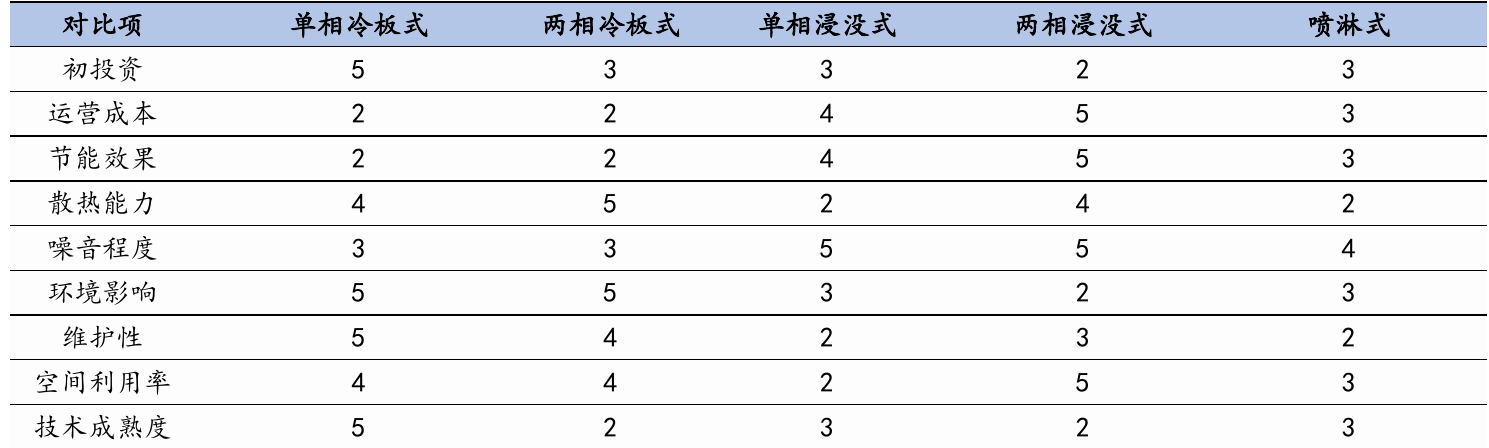 对比项 单相冷板式 两相冷板式 单相浸没式 两相浸没式 喷淋式
初投资 5 3 3 2 3
运营成本 2 2 4 5 3
节能效果 2 2 4 5 3
散热能力 4 5 2 4 2
噪音程度 3 3 5 5 4
环境影响 5 5 3 2 3
维护性 5 4 2 3 2
空间利用率 4 4 2 5 3
技术成熟度 5 2 3 2 3